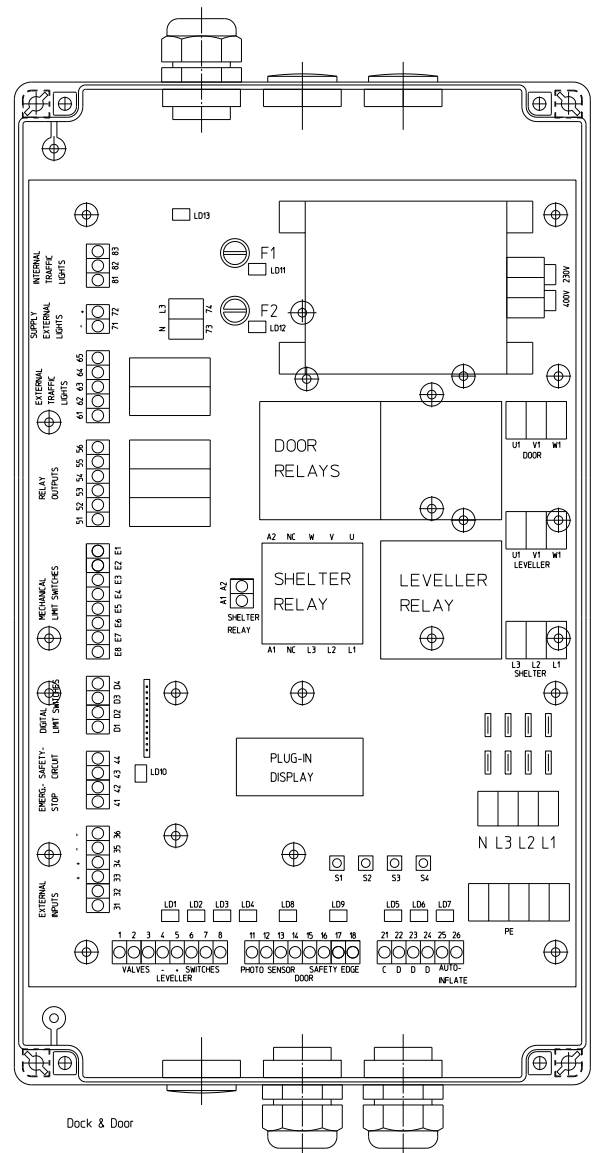 LD13
F1
LD11
INTERNAL
TRAFFIC
LIGHTS
83
82
81
230V
400V
SUPPLY
EXTERNAL
LIGHTS
+
-
72
71
L3
N
74
73
F2
LD12
EXTERNAL
TRAFFIC
LIGHTS
65
64
63
62
61
DOOR
RELAYS
U1 V1 W1
DOOR
RELAY
OUTPUTS
56
55
54
53
52
51
A2 NC W V U
U1 V1 W1
LEVELLER
MECHANICAL
LIMIT SWITCHES
E1
E2
E3
E4
E5
E6
E7
E8
A2
A1
SHELTER
RELAY
SHELTER
RELAY
LEVELLER
RELAY
A1 NC L3 L2 L1
L3 L2 L1
SHELTER
DIGITAL
LIMIT SWITCHES
D4
D3
D2
D1
EMERG.- SAFETY-
STOP CIRCUIT
44
43
42
41
LD10
PLUG-IN
DISPLAY
N L3 L2 L1
EXTERNAL
INPUTS
-
-
+
+
36
35
34
33
32
31
S1 S2 S3 S4
LD1 LD2 LD3 LD4 LD8 LD9 LD5 LD6 LD7
PE
1 2 3 4 5 6 7 8 11 12 13 14 15 16 17 18 21 22 23 24 25 26
VALVES - + SWITCHES PHOTO SENSOR SAFETY EDGE C D D D AUTO-
LEVELLER DOOR INFLATE
Dock & Door